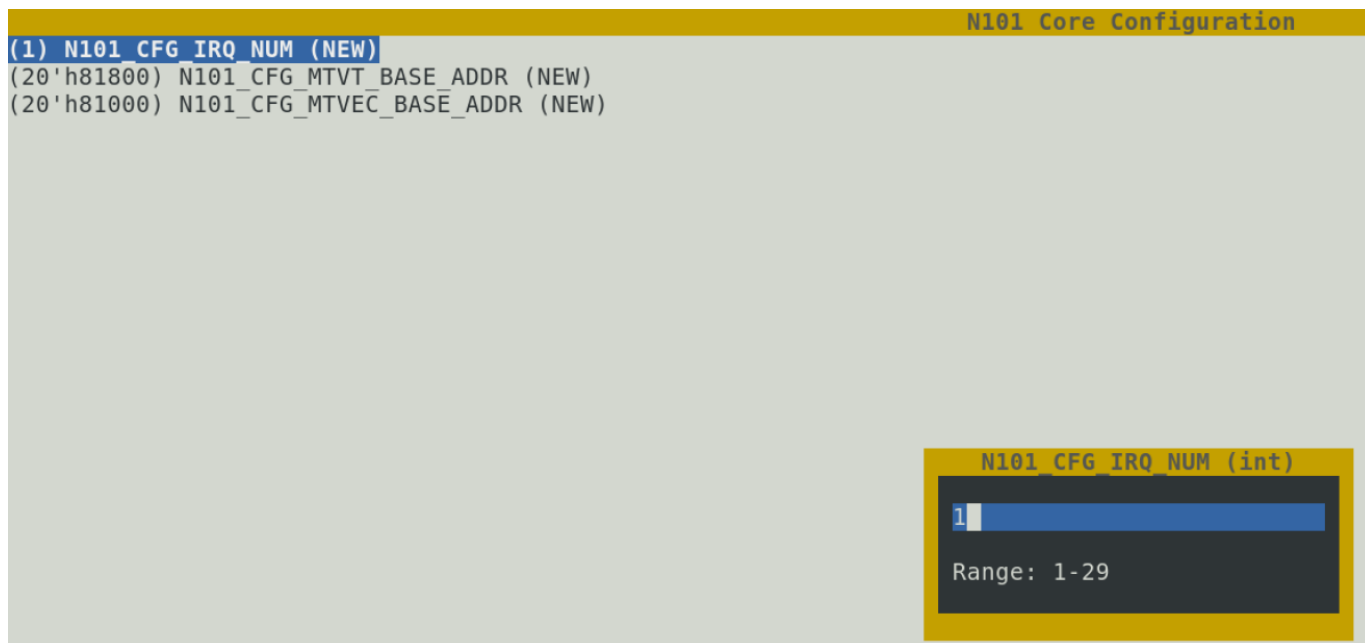 N101 Core Configuration
(1) N101_CFG_IRQ_NUM (NEW)
(20'h81800) N101_CFG_MTVT_BASE_ADDR (NEW)
(20'h81000) N101_CFG_MTVEC_BASE_ADDR (NEW)
N101_CFG_IRQ_NUM (int)
1
Range: 1-29